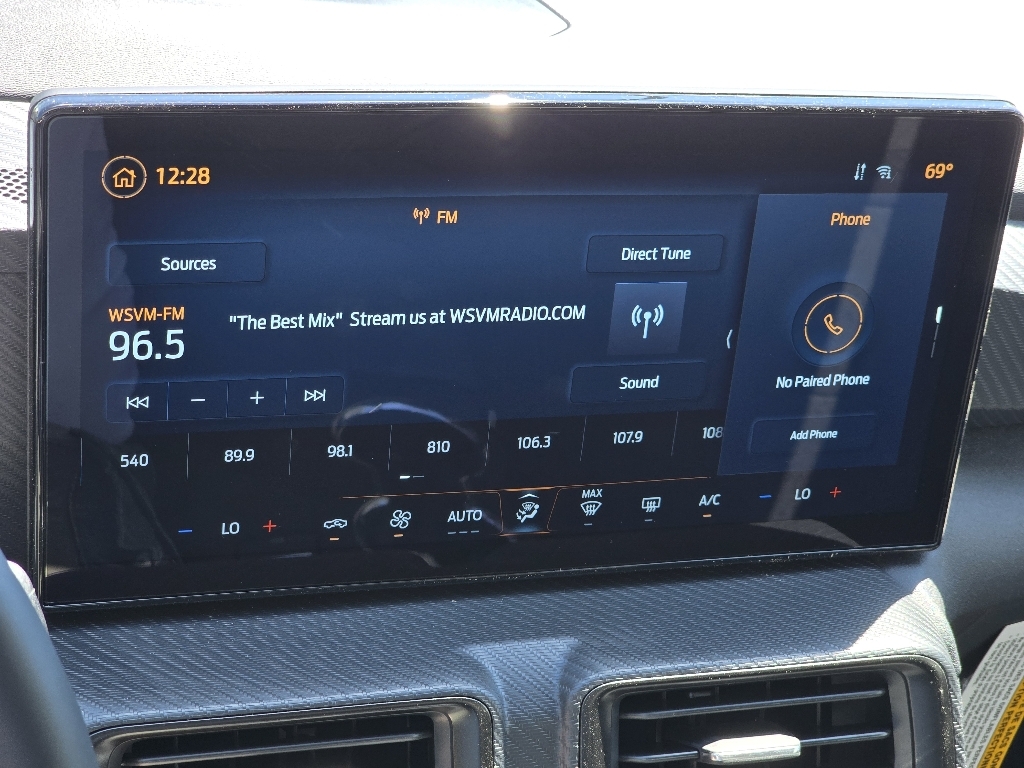 12:28
69°
FM
Phone
Sources
Direct Tune
WSVM-FM
"The Best Mix" Stream us at WSVMRADIO.COM
96.5
No Paired Phone
Sound
Add Phone
540 89.9 98.1 810 106.3 107.9 108
LO AUTO MAX A/C LO